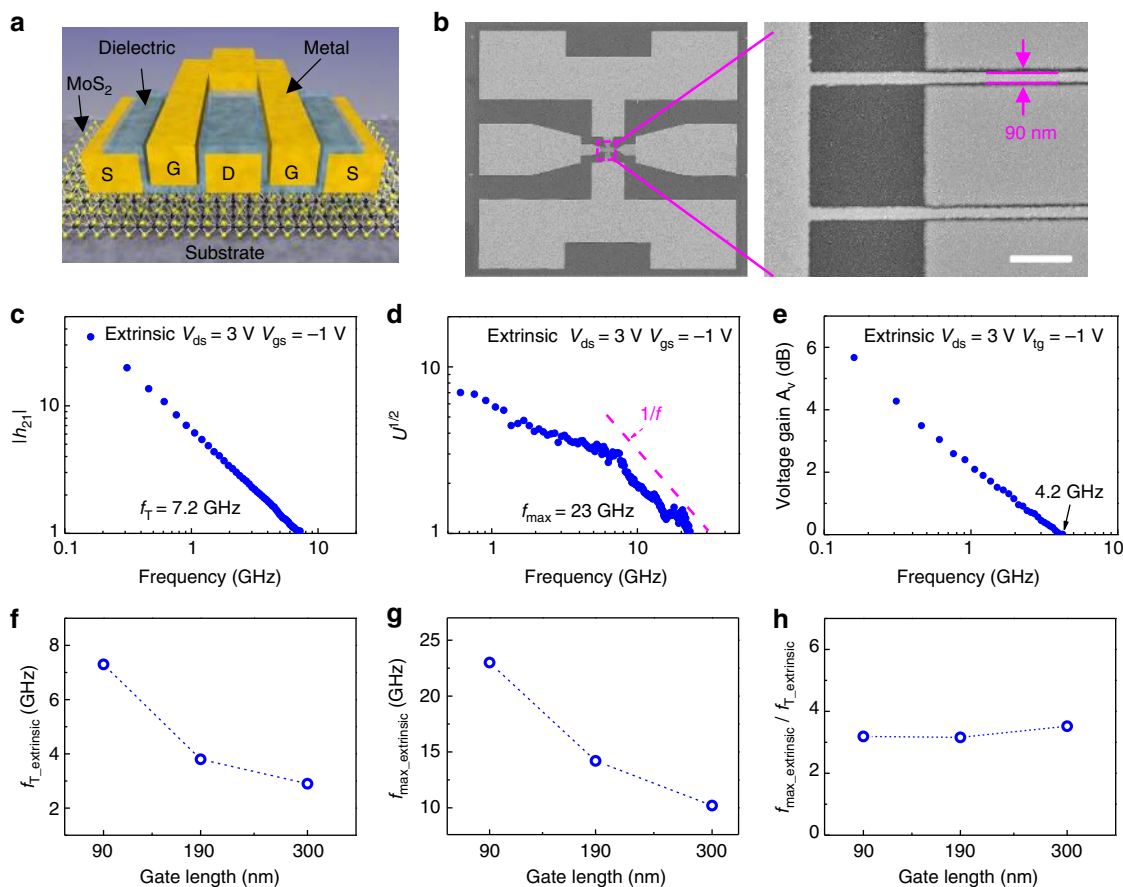 a
Dielectric
Metal
MoS2
S
G
D
G
S
Substrate
b
90 nm
c
Extrinsic Vds = 3 V Vgs = −1 V
|h21|
10
1
fT = 7.2 GHz
0.1 1 10
Frequency (GHz)
d
Extrinsic Vds = 3 V Vgs = −1 V
U1/2
10
1
1/f
fmax = 23 GHz
1 10
Frequency (GHz)
e
Extrinsic Vds = 3 V Vtg = −1 V
Voltage gain Av (dB)
6
4
2
0
4.2 GHz
0.1 1 10
Frequency (GHz)
f
fT_extrinsic (GHz)
8
6
4
2
90 190 300
Gate length (nm)
g
fmax_extrinsic (GHz)
25
20
15
10
90 190 300
Gate length (nm)
h
fmax_extrinsic / fT_extrinsic
6
4
2
0
90 190 300
Gate length (nm)